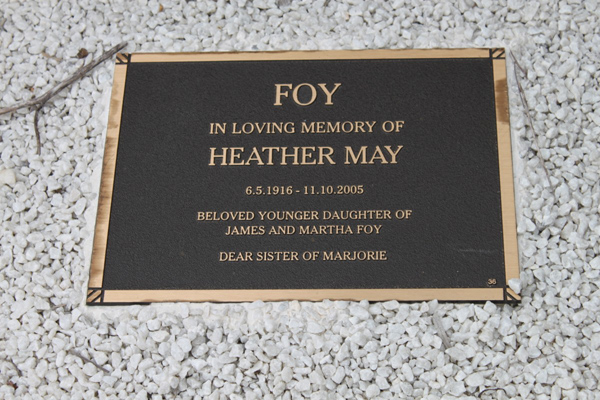 FOY
IN LOVING MEMORY OF
HEATHER MAY
6.5.1916 - 11.10.2005
BELOVED YOUNGER DAUGHTER OF
JAMES AND MARTHA FOY
DEAR SISTER OF MARJORIE
36